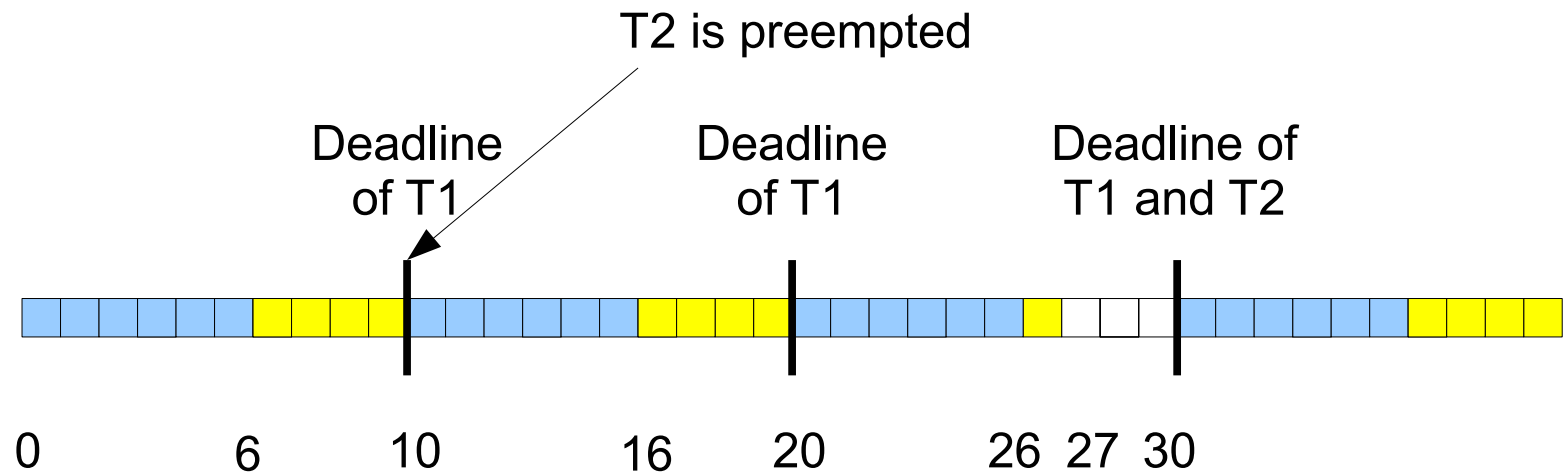 T2 is preempted
Deadline
of T1
Deadline
of T1
Deadline of
T1 and T2
0 6 10 16 20 26 27 30